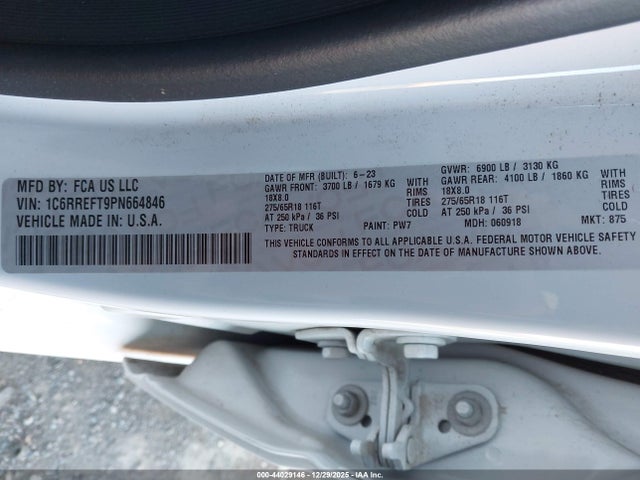 MFD BY: FCA US LLC
VIN: 1C6RREFT9PN664846
VEHICLE MADE IN: U.S.A.
DATE OF MFR (BUILT): 6-23
GAWR FRONT: 3700 LB / 1679 KG
WITH
18X8.0
RIMS
275/65R18 116T
TIRES
AT 250 kPa / 36 PSI
COLD
TYPE: TRUCK
PAINT: PW7
GVWR: 6900 LB / 3130 KG
GAWR REAR: 4100 LB / 1860 KG
WITH
18X8.0
RIMS
275/65R18 116T
TIRES
AT 250 kPa / 36 PSI
COLD
MDH: 060918
MKT: 875
THIS VEHICLE CONFORMS TO ALL APPLICABLE U.S.A. FEDERAL MOTOR VEHICLE SAFETY
STANDARDS IN EFFECT ON THE DATE OF MANUFACTURE SHOWN ABOVE.
000-44029146 - 12/29/2025 - IAA Inc.